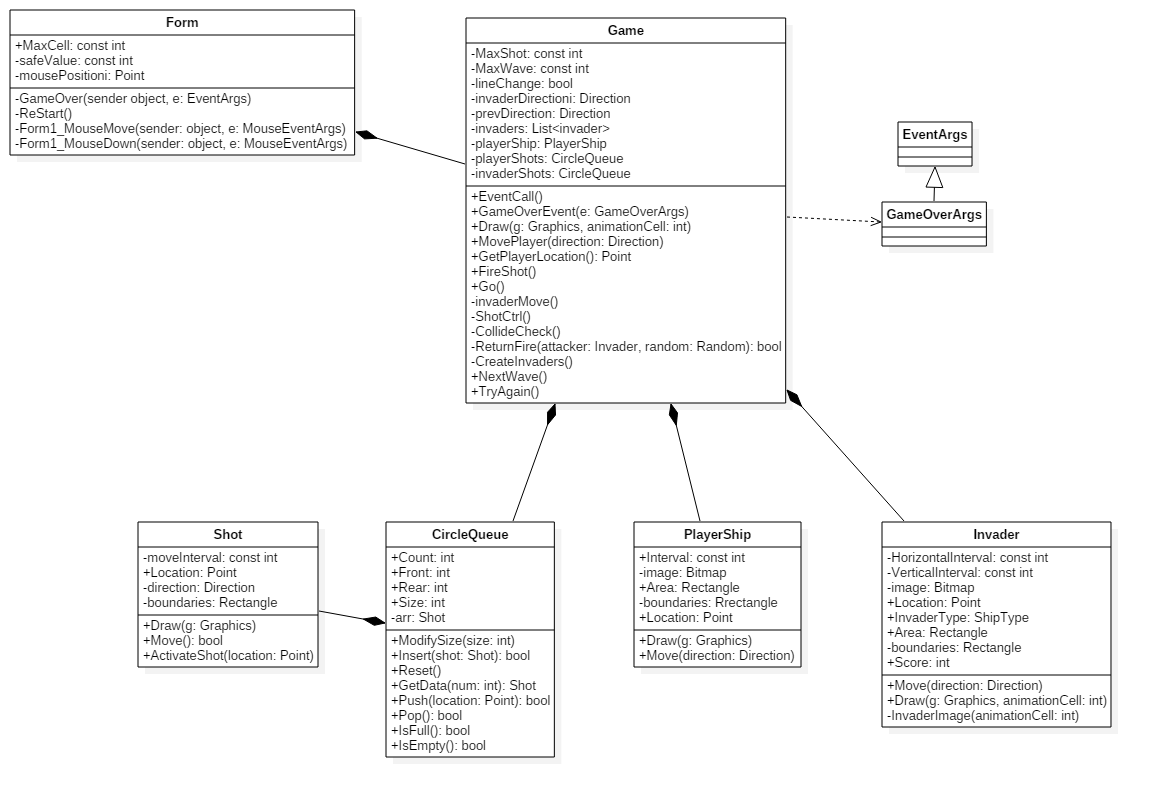 Form
+MaxCell: const int
-safeValue: const int
-mousePositioni: Point
-GameOver(sender object, e: EventArgs)
-ReStart()
-Form1_MouseMove(sender: object, e: MouseEventArgs)
-Form1_MouseDown(sender: object, e: MouseEventArgs)
Game
-MaxShot: const int
-MaxWave: const int
-lineChange: bool
-invaderDirectioni: Direction
-prevDirection: Direction
-invaders: List<invader>
-playerShip: PlayerShip
-playerShots: CircleQueue
-invaderShots: CircleQueue
+EventCall()
+GameOverEvent(e: GameOverArgs)
+Draw(g: Graphics, animationCell: int)
+MovePlayer(direction: Direction)
+GetPlayerLocation(): Point
+FireShot()
+Go()
-invaderMove()
-ShotCtrl()
-CollideCheck()
-ReturnFire(attacker: Invader, random: Random): bool
-CreateInvaders()
+NextWave()
+TryAgain()
EventArgs
GameOverArgs
Shot
-moveInterval: const int
+Location: Point
-direction: Direction
-boundaries: Rectangle
+Draw(g: Graphics)
+Move(): bool
+ActivateShot(location: Point)
CircleQueue
+Count: int
+Front: int
+Rear: int
+Size: int
-arr: Shot
+ModifySize(size: int)
+Insert(shot: Shot): bool
+Reset()
+GetData(num: int): Shot
+Push(location: Point): bool
+Pop(): bool
+IsFull(): bool
+IsEmpty(): bool
PlayerShip
+Interval: const int
-image: Bitmap
+Area: Rectangle
-boundaries: Rrectangle
+Location: Point
+Draw(g: Graphics)
+Move(direction: Direction)
Invader
-HorizontalInterval: const int
-VerticalInterval: const int
-image: Bitmap
+Location: Point
+InvaderType: ShipType
+Area: Rectangle
-boundaries: Rectangle
+Score: int
+Move(direction: Direction)
+Draw(g: Graphics, animationCell: int)
-InvaderImage(animationCell: int)